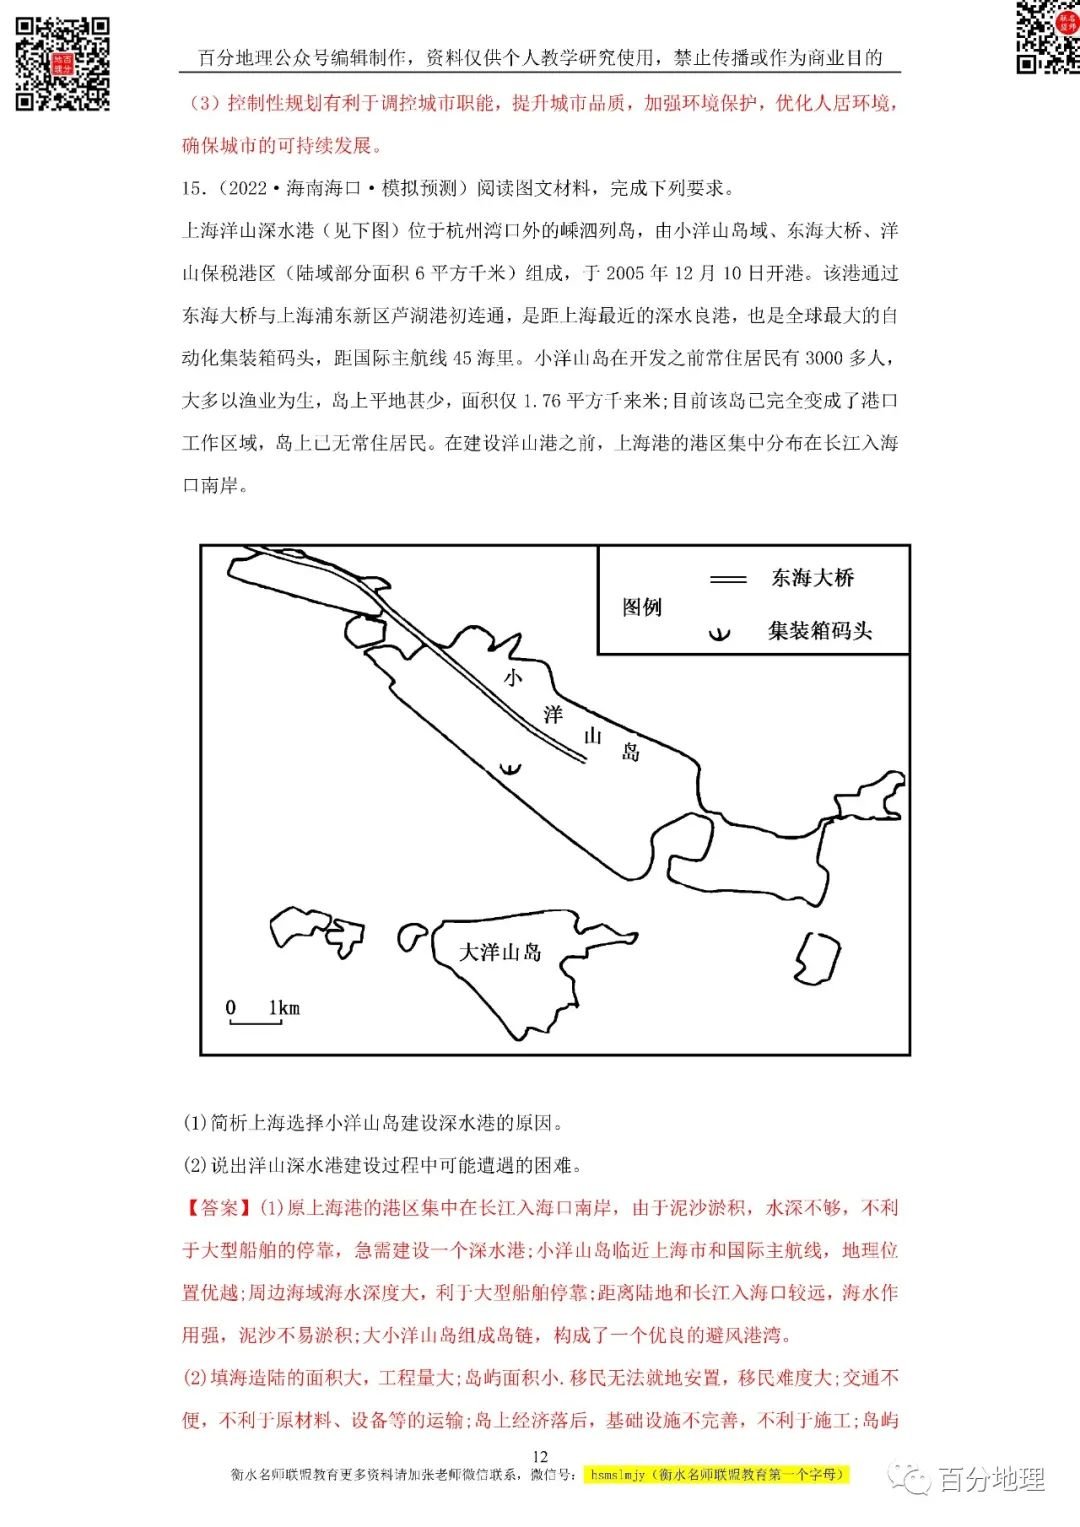 百分地理公众号编辑制作，资料仅供个人教学研究使用，禁止传播或作为商业目的
（3）控制性规划有利于调控城市职能，提升城市品质，加强环境保护，优化人居环境，
确保城市的可持续发展。
15．（2022·海南海口·模拟预测）阅读图文材料，完成下列要求。
上海洋山深水港（见下图）位于杭州湾口外的嵊泗列岛，由小洋山岛域、东海大桥、洋
山保税港区（陆域部分面积 6 平方千米）组成，于 2005 年 12 月 10 日开港。该港通过
东海大桥与上海浦东新区芦湖港初连通，是距上海最近的深水良港，也是全球最大的自
动化集装箱码头，距国际主航线 45 海里。小洋山岛在开发之前常住居民有 3000 多人，
大多以渔业为生，岛上平地甚少，面积仅 1.76 平方千来米;目前该岛已完全变成了港口
工作区域，岛上已无常住居民。在建设洋山港之前，上海港的港区集中分布在长江入海
口南岸。
图例
东海大桥
集装箱码头
小洋山岛
大洋山岛
0 1km
(1)简析上海选择小洋山岛建设深水港的原因。
(2)说出洋山深水港建设过程中可能遭遇的困难。
【答案】(1)原上海港的港区集中在长江入海口南岸，由于泥沙淤积，水深不够，不利
于大型船舶的停靠，急需建设一个深水港;小洋山岛临近上海市和国际主航线，地理位
置优越;周边海域海水深度大，利于大型船舶停靠;距离陆地和长江入海口较远，海水作
用强，泥沙不易淤积;大小洋山岛组成岛链，构成了一个优良的避风港湾。
(2)填海造陆的面积大，工程量大;岛屿面积小.移民无法就地安置，移民难度大;交通不
便，不利于原材料、设备等的运输;岛上经济落后，基础设施不完善，不利于施工;岛屿
12
衡水名师联盟教育更多资料请加张老师微信联系，微信号： hsmslmjy（衡水名师联盟教育第一个字母）
百分地理